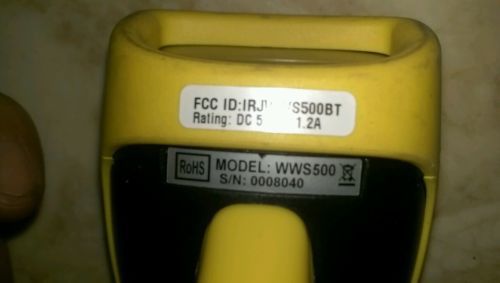 FCC ID:IRJ S500BT
Rating: DC 5 1.2A
RoHS MODEL: WWS500
S/N: 0008040